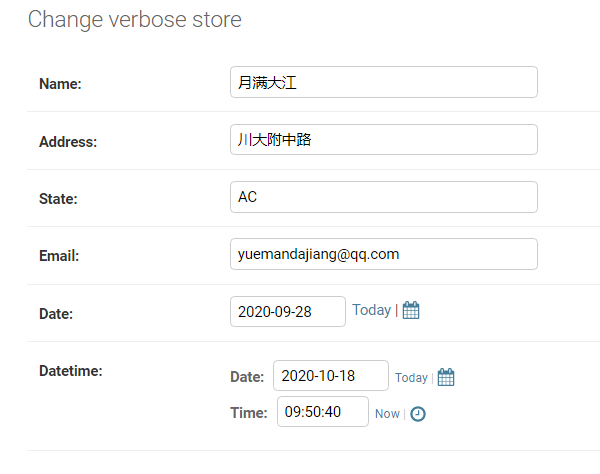 Change verbose store
Name: 月满大江
Address: 川大附中路
State: AC
Email: yuemandajiang@qq.com
Date: 2020-09-28 Today |
Datetime: Date: 2020-10-18 Today |
Time: 09:50:40 Now |